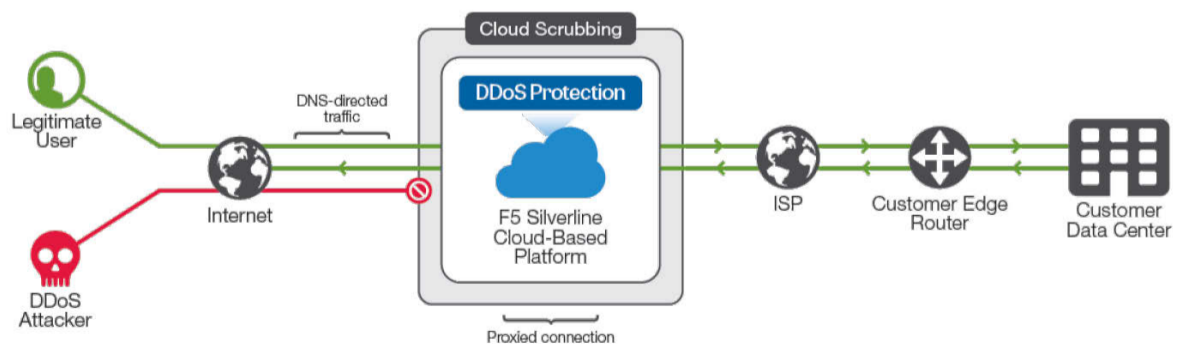 Cloud Scrubbing
DDoS Protection
DNS-directed
traffic
Legitimate
User
Internet
F5 Silverline
Cloud-Based
Platform
ISP
Customer Edge
Router
Customer
Data Center
DDoS
Attacker
Proxied connection